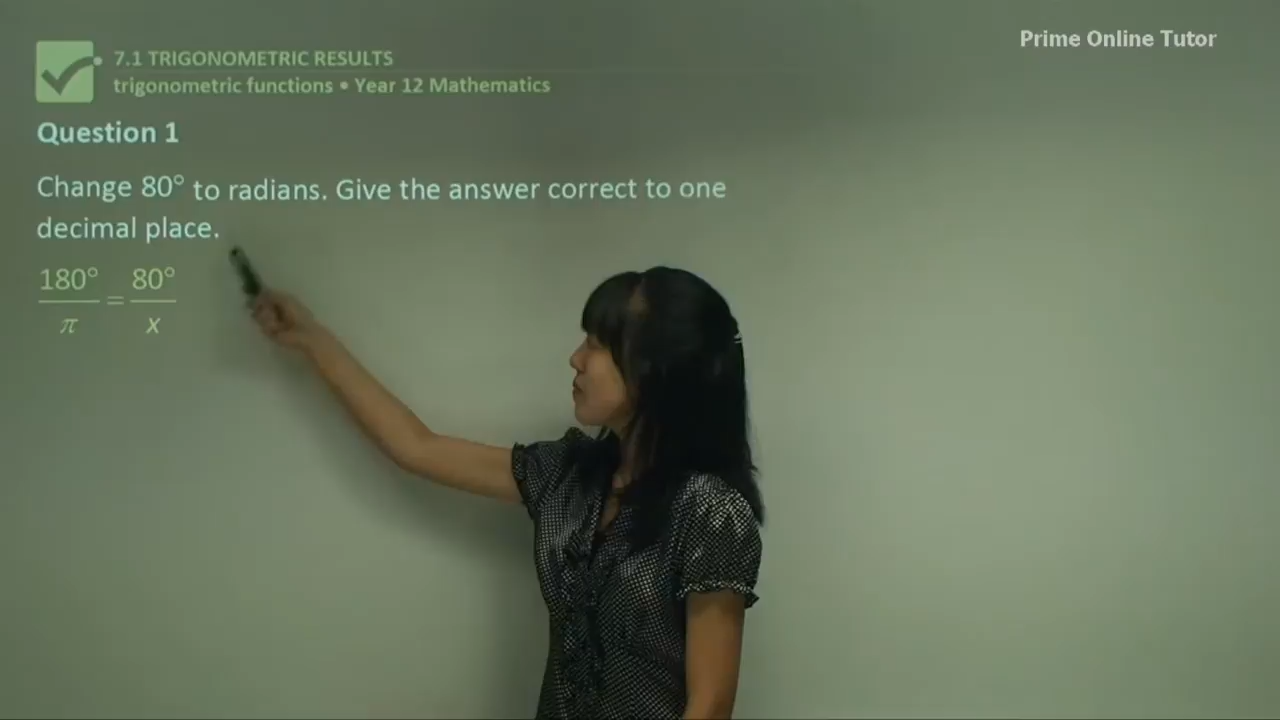 Prime Online Tutor
7.1 TRIGONOMETRIC RESULTS
trigonometric functions • Year 12 Mathematics
Question 1
Change 80° to radians. Give the answer correct to one
decimal place.
180° / π = 80° / x